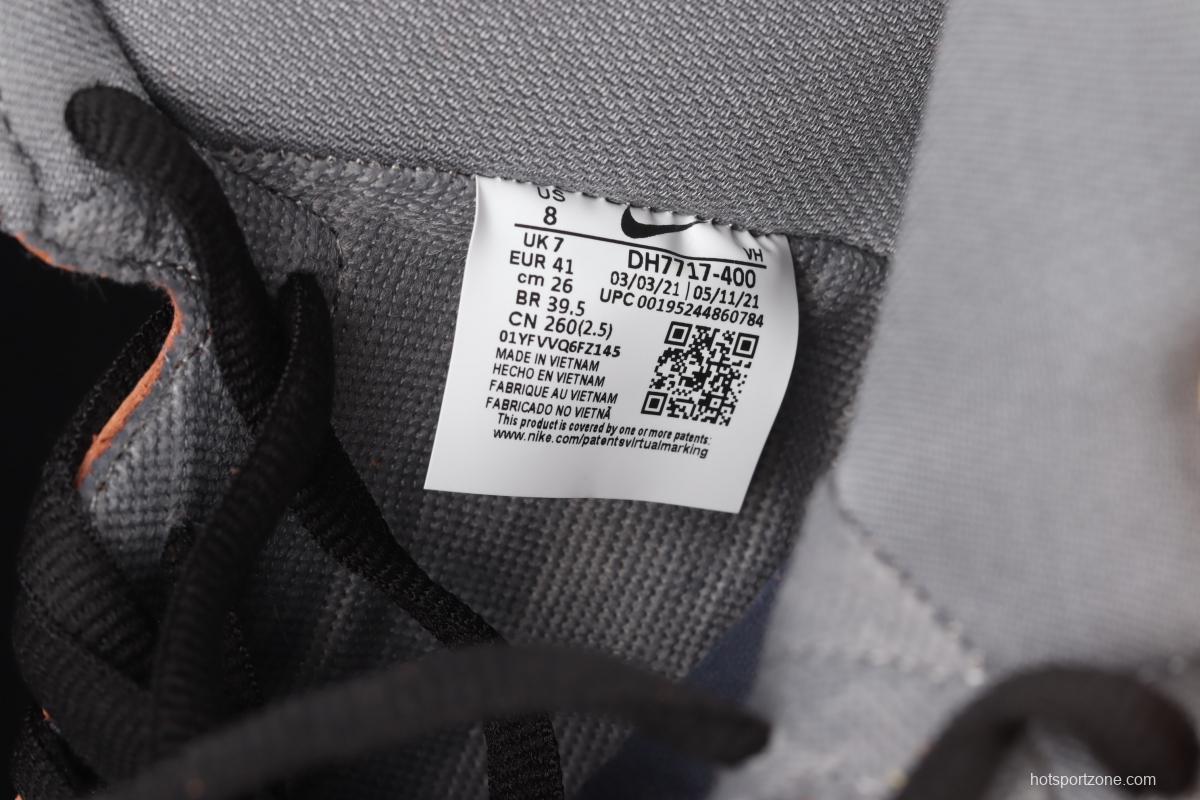 US
8
VH
UK 7
EUR 41
cm 26
BR 39.5
CN 260(2.5)
DH7717-400
03/03/21 | 05/11/21
UPC 00195244860784
01YFVVQ6FZ145
MADE IN VIETNAM
HECHO EN VIETNAM
FABRIQUE AU VIETNAM
FABRICADO NO VIETNÃ
This product is covered by one or more patents:
www.nike.com/patentsvirtualmarking
hotsportzone.com